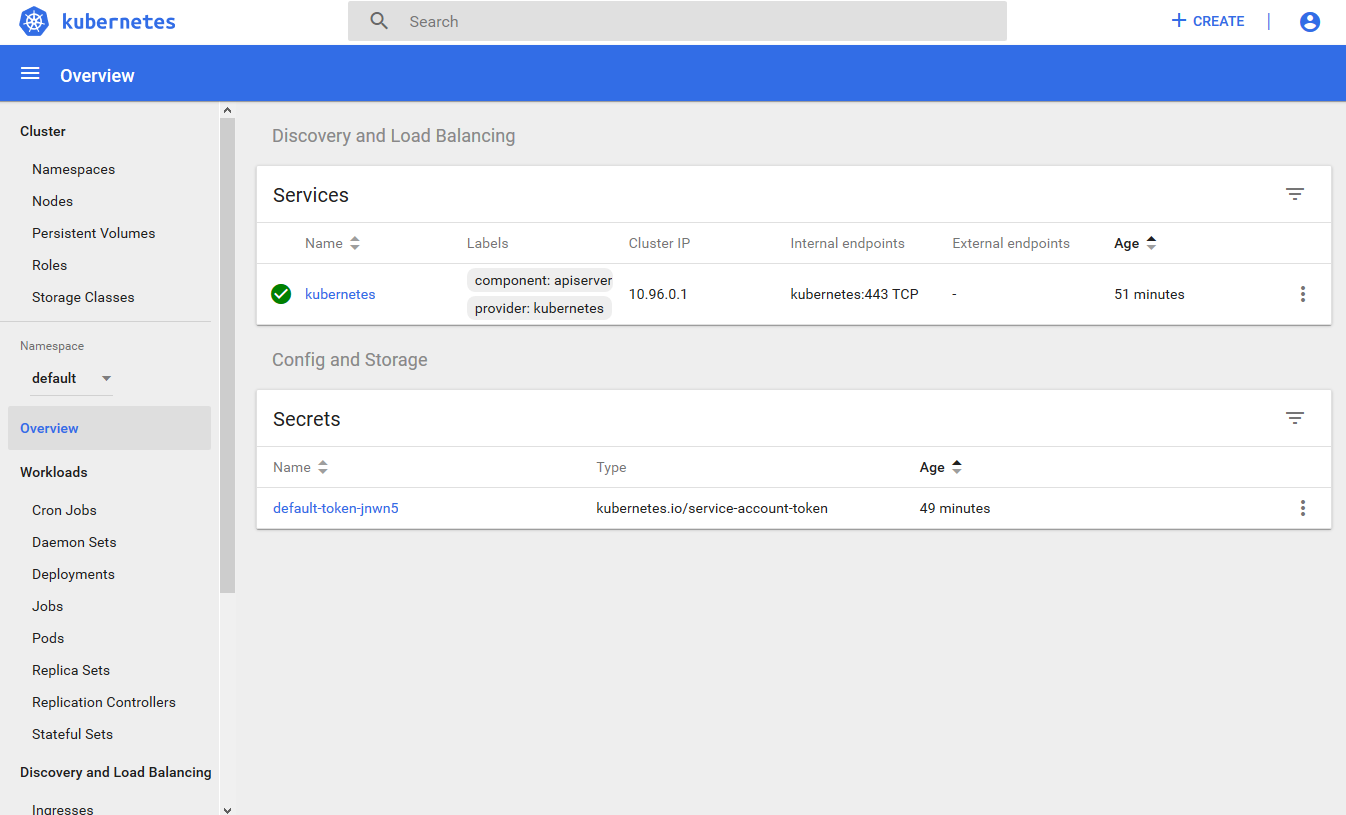 kubernetes
Search
+ CREATE
Overview
Cluster
Namespaces
Nodes
Persistent Volumes
Roles
Storage Classes
Namespace
default
Overview
Workloads
Cron Jobs
Daemon Sets
Deployments
Jobs
Pods
Replica Sets
Replication Controllers
Stateful Sets
Discovery and Load Balancing
Ingresses
Discovery and Load Balancing
Services
Name Labels Cluster IP Internal endpoints External endpoints Age
kubernetes component: apiserver provider: kubernetes 10.96.0.1 kubernetes:443 TCP - 51 minutes
Config and Storage
Secrets
Name Type Age
default-token-jnwn5 kubernetes.io/service-account-token 49 minutes